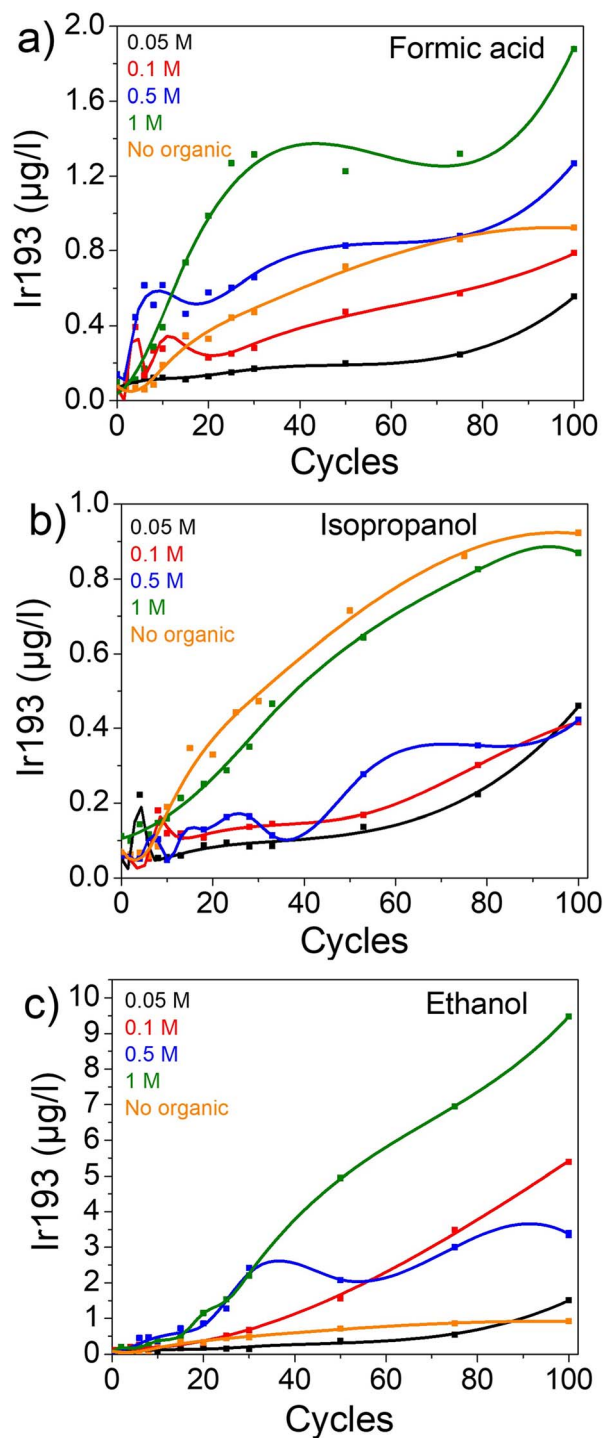 a)
Formic acid
0.05 M
0.1 M
0.5 M
1 M
No organic
Ir193 (µg/l)
2.0
1.6
1.2
0.8
0.4
0.0
0 20 40 60 80 100
Cycles
b)
Isopropanol
0.05 M
0.1 M
0.5 M
1 M
No organic
Ir193 (µg/l)
1.0
0.8
0.6
0.4
0.2
0.0
0 20 40 60 80 100
Cycles
c)
Ethanol
0.05 M
0.1 M
0.5 M
1 M
No organic
Ir193 (µg/l)
10
9
8
7
6
5
4
3
2
1
0
0 20 40 60 80 100
Cycles